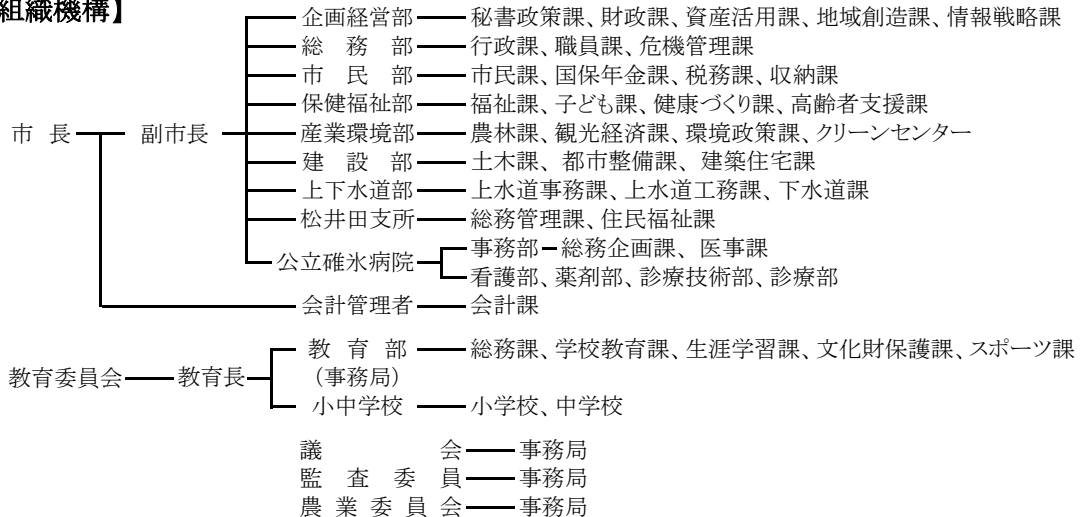 組織機構】
企画経営部 秘書政策課、財政課、資産活用課、地域創造課、情報戦略課
総務部 行政課、職員課、危機管理課
市民部 市民課、国保年金課、税務課、収納課
保健福祉部 福祉課、子ども課、健康づくり課、高齢者支援課
市長 副市長 産業環境部 農林課、観光経済課、環境政策課、クリーンセンター
建設部 土木課、都市整備課、建築住宅課
上下水道部 上水道事務課、上水道工務課、下水道課
松井田支所 総務管理課、住民福祉課
公立碓氷病院 事務部 総務企画課、医事課
看護部、薬剤部、診療技術部、診療部
会計管理者 会計課
教育部 総務課、学校教育課、生涯学習課、文化財保護課、スポーツ課
教育委員会 教育長 (事務局)
小中学校 小学校、中学校
議会 事務局
監査委員 事務局
農業委員会 事務局